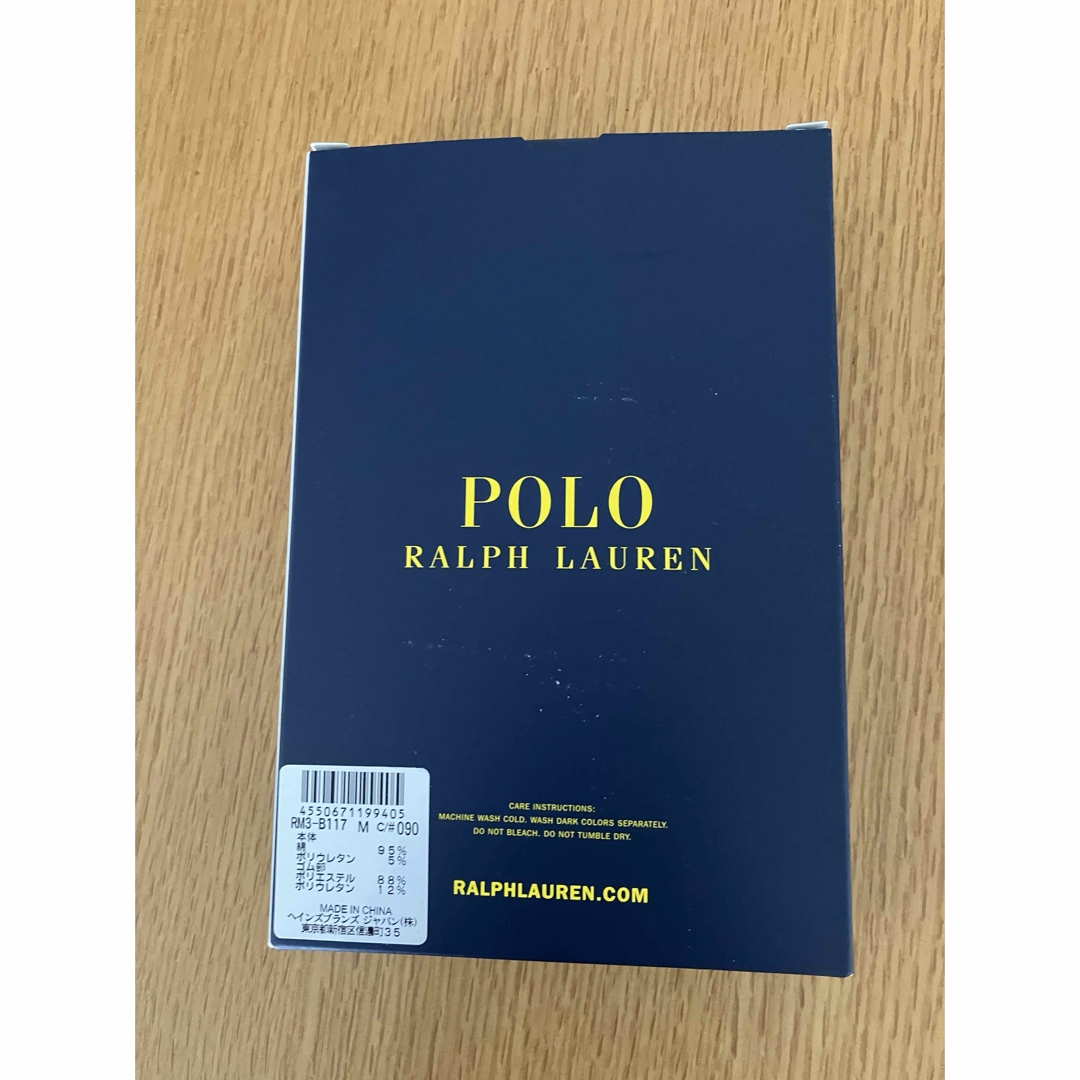 POLO
RALPH LAUREN
CARE INSTRUCTIONS:
MACHINE WASH COLD. WASH DARK COLORS SEPARATELY.
DO NOT BLEACH. DO NOT TUMBLE DRY.
RALPHLAUREN.COM
4550671199405
RM3-B117 M C/#090
本体
綿 95%
ポリウレタン 5%
ゴム部
ポリエステル 88%
ポリウレタン 12%
MADE IN CHINA
ヘインズブランズ ジャパン(株)
東京都新宿区信濃町35